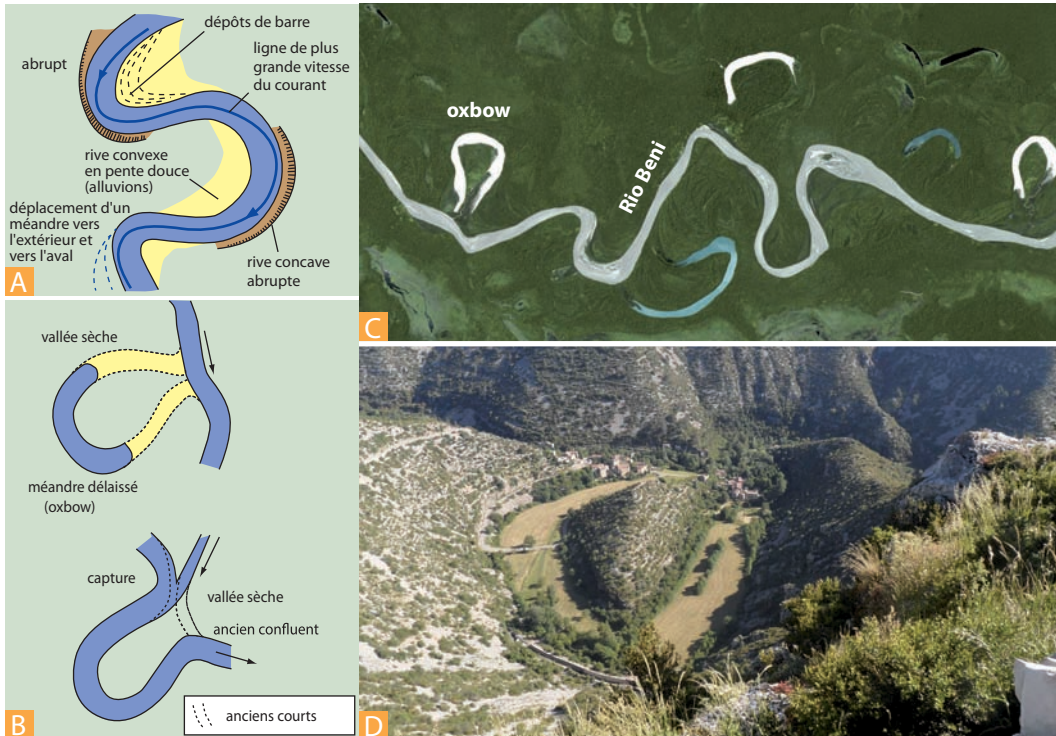 abrupt
dépôts de barre
ligne de plus
grande vitesse
du courant
rive convexe
en pente douce
(alluvions)
déplacement d'un
méandre vers
l'extérieur et
vers l'aval
rive concave
abrupte
A
vallée sèche
méandre délaissé
(oxbow)
capture
vallée sèche
ancien confluent
anciens courts
B
oxbow
Rio Beni
C
D